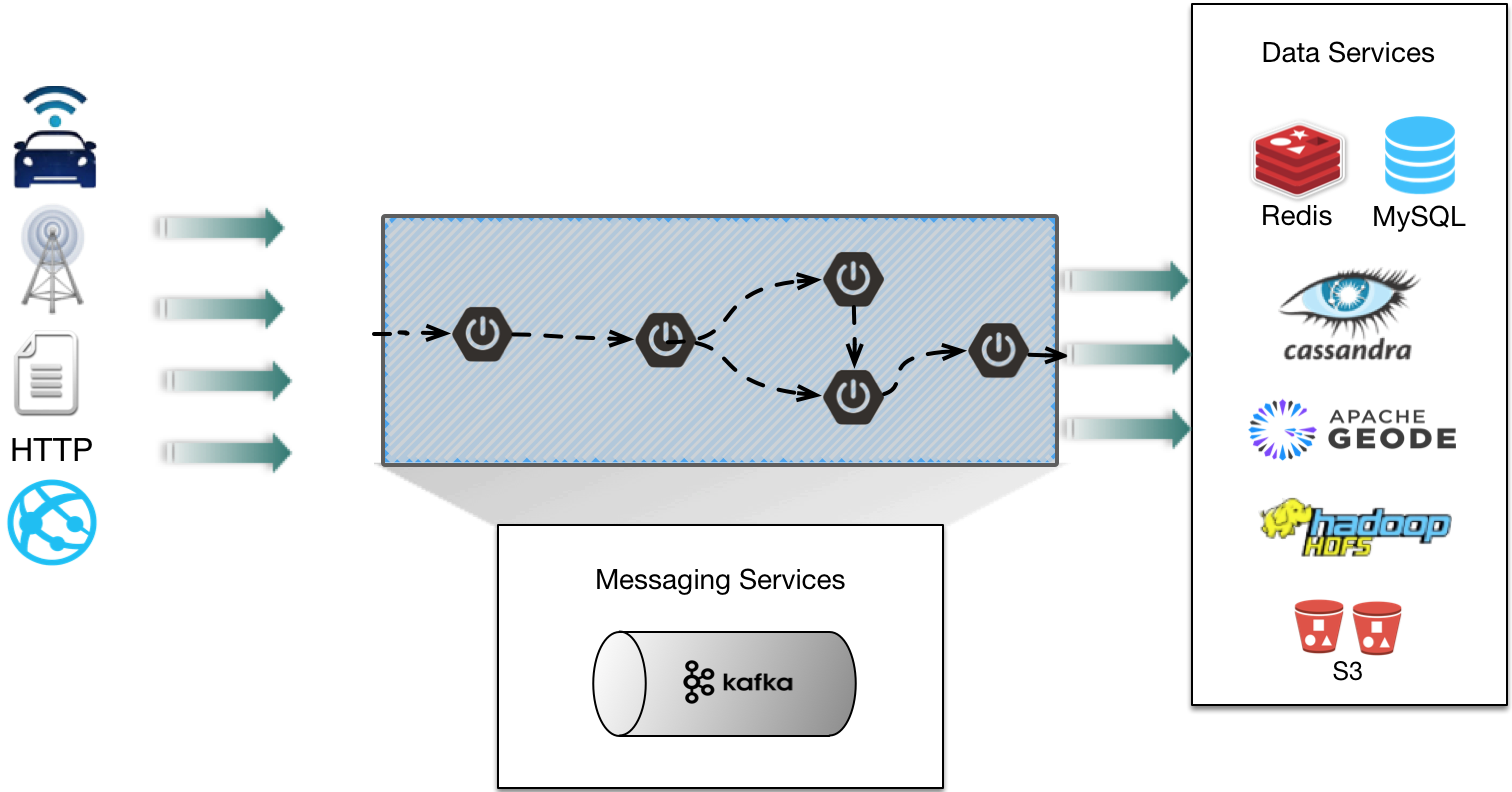 Data Services
Redis
MySQL
cassandra
APACHE
GEODE
HTTP
hadoop
HDFS
S3
Messaging Services
kafka